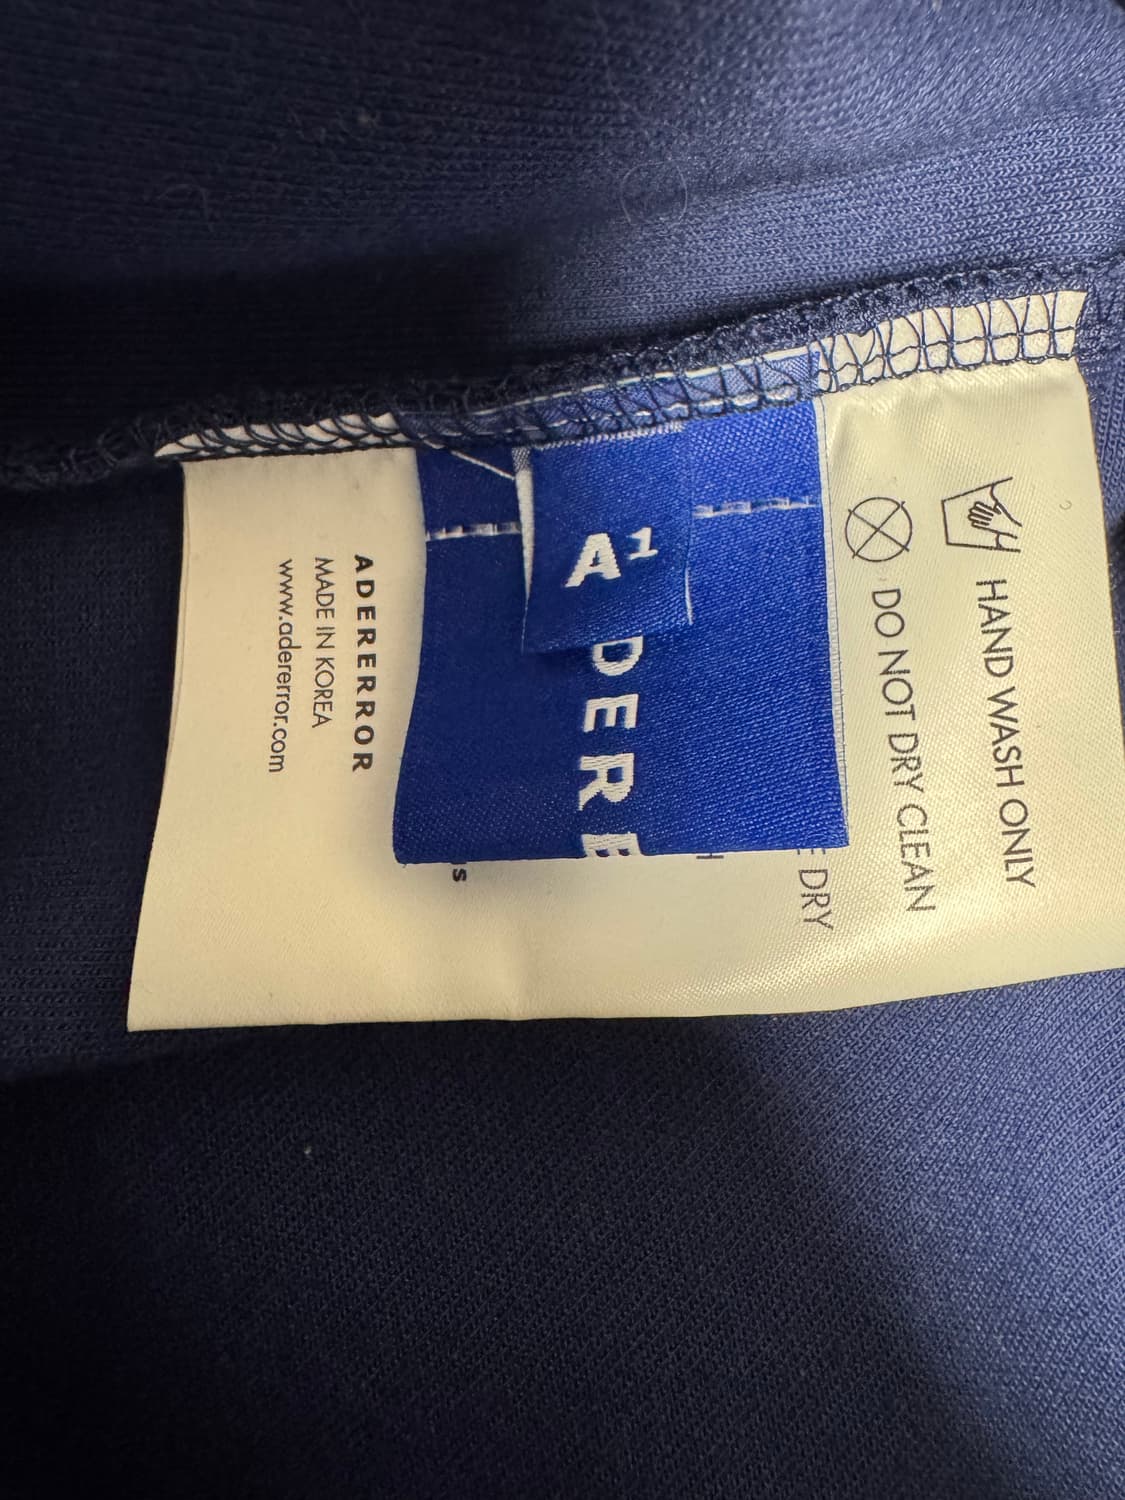 ADERERROR
MADE IN KOREA
www.adererror.com
A¹
DERE
s
HAND WASH ONLY
DO NOT DRY CLEAN
DRY